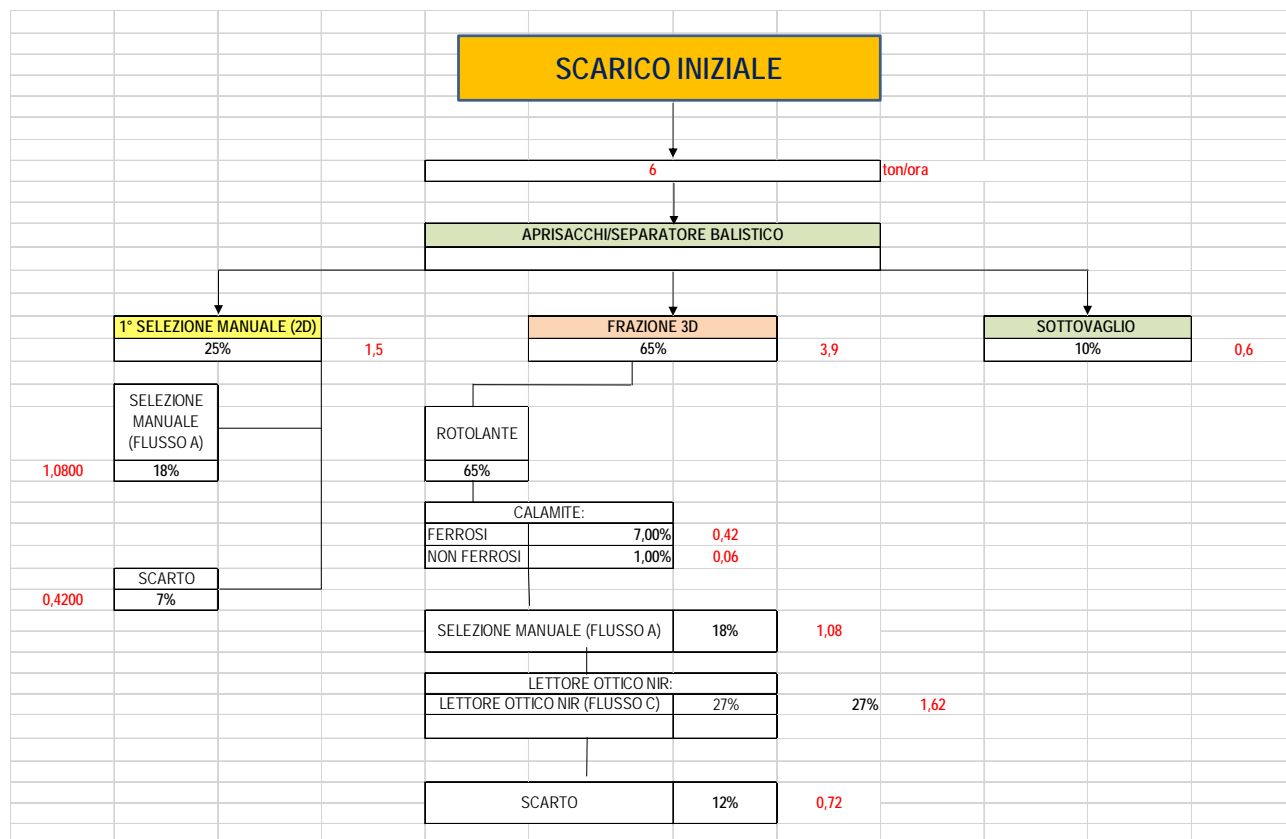 SCARICO INIZIALE
6 ton/ora
APRISACCHI/SEPARATORE BALISTICO
1° SELEZIONE MANUALE (2D) FRAZIONE 3D SOTTOVAGLIO
25% 1,5 65% 3,9 10% 0,6
SELEZIONE
MANUALE
(FLUSSO A)
1,0800 18%
ROTOLANTE
65%
CALAMITE:
FERROSI 7,00% 0,42
NON FERROSI 1,00% 0,06
SCARTO
0,4200 7%
SELEZIONE MANUALE (FLUSSO A) 18% 1,08
LETTORE OTTICO NIR:
LETTORE OTTICO NIR (FLUSSO C) 27% 27% 1,62
SCARTO 12% 0,72